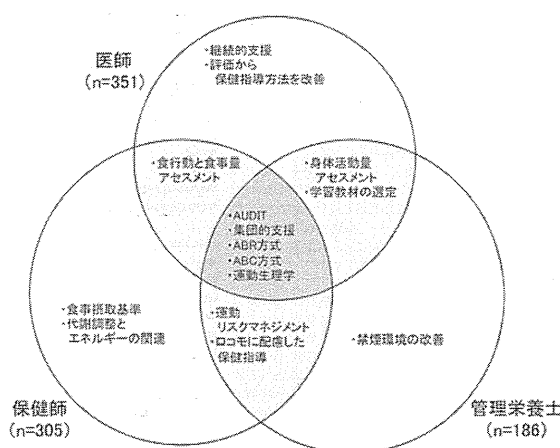 医師
(n=351)
・継続的支援
・評価から
保健指導方法を改善
・食行動と食事量
アセスメント
・身体活動量
アセスメント
・学習教材の選定
・AUDIT
・集団的支援
・ABR方式
・ABC方式
・運動生理学
・食事摂取基準
・代謝調整と
エネルギーの関連
・運動
リスクマネジメント
・ロコモに配慮した
保健指導
・禁煙環境の改善
保健師
(n=305)
管理栄養士
(n=186)